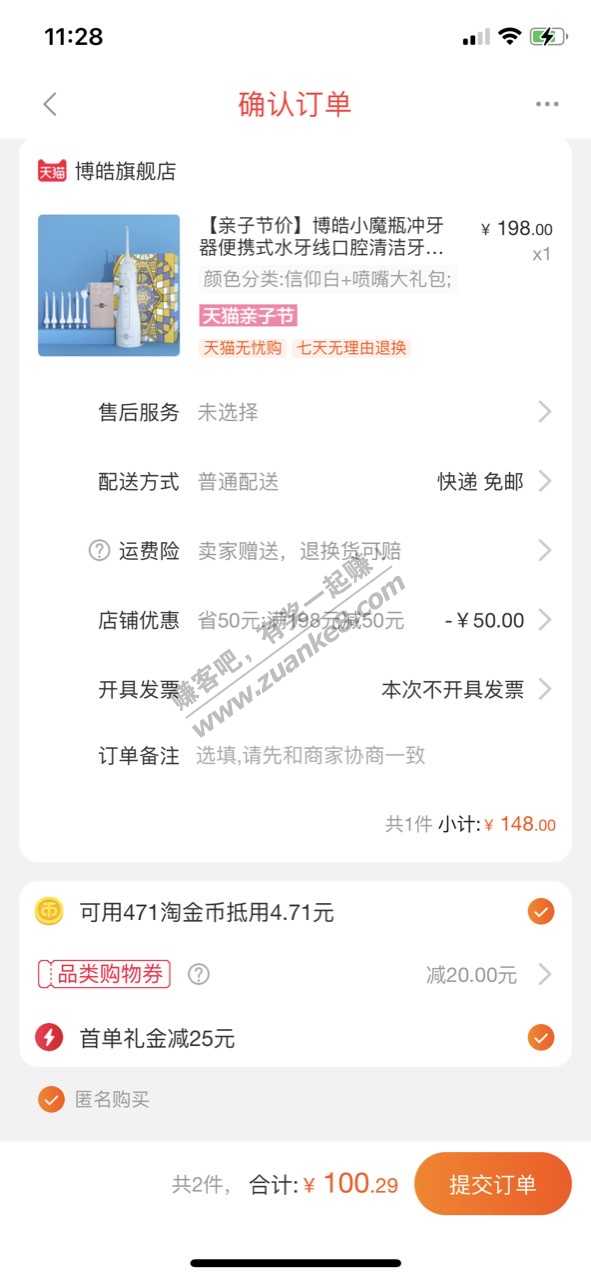 11:28
确认订单
天猫 博皓旗舰店
【亲子节价】博皓小魔瓶冲牙
¥ 198.00
器便携式水牙线口腔清洁牙...
x1
颜色分类:信仰白+喷嘴大礼包;
天猫亲子节
天猫无忧购 七天无理由退换
售后服务 未选择
配送方式 普通配送 快递 免邮
? 运费险 卖家赠送，退换货可赔
店铺优惠 省50元:满198元减50元 -¥50.00
开具发票 本次不开具发票
赚客吧，有奖一起赚！
www.zuanke8.com
订单备注 选填,请先和商家协商一致
共1件 小计:¥ 148.00
币 可用471淘金币抵用4.71元
品类购物券 ? 减20.00元
首单礼金减25元
匿名购买
共2件， 合计:¥ 100.29 提交订单